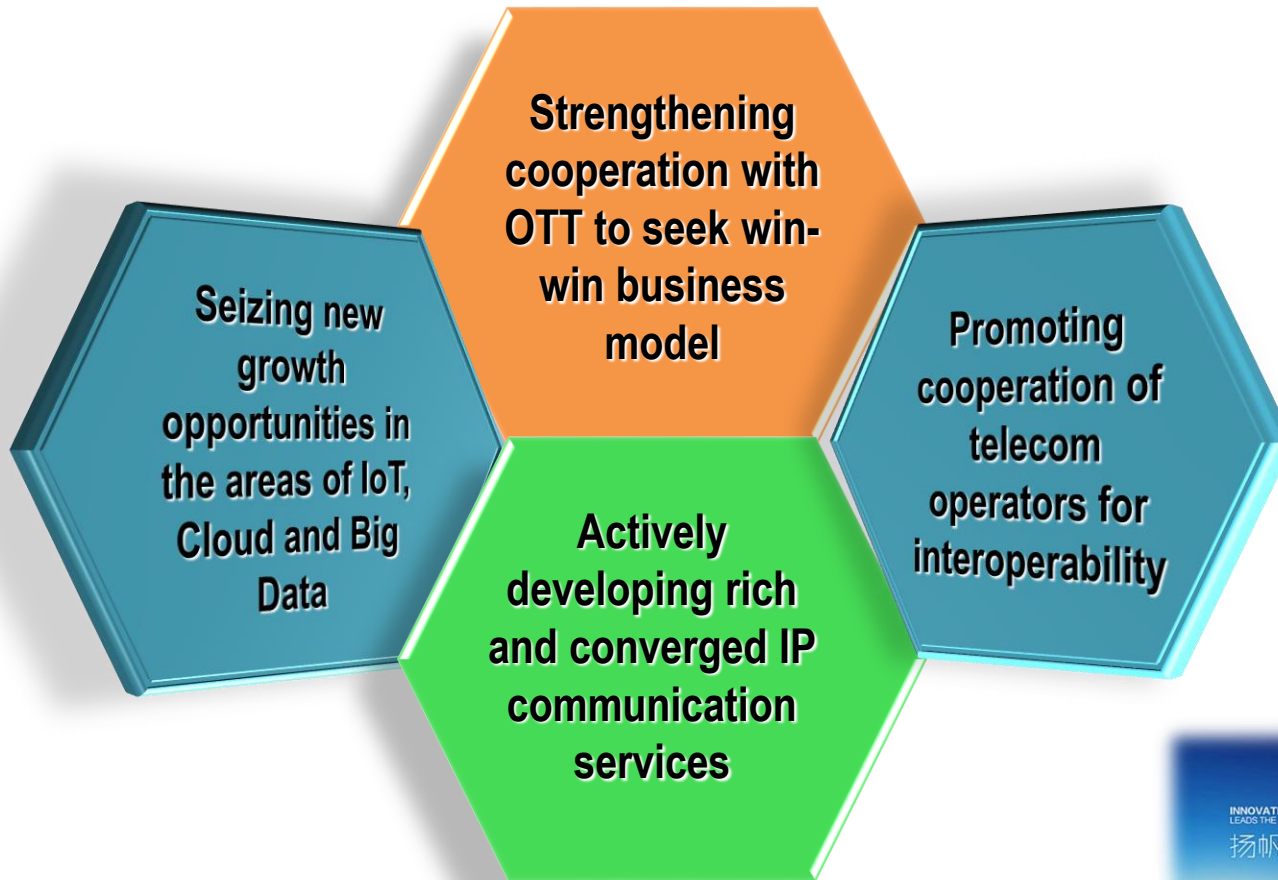 Strengthening
cooperation with
OTT to seek win-
win business
model
Seizing new
growth
opportunities in
the areas of IoT,
Cloud and Big
Data
Promoting
cooperation of
telecom
operators for
interoperability
Actively
developing rich
and converged IP
communication
services
LEADS THE
扬帆